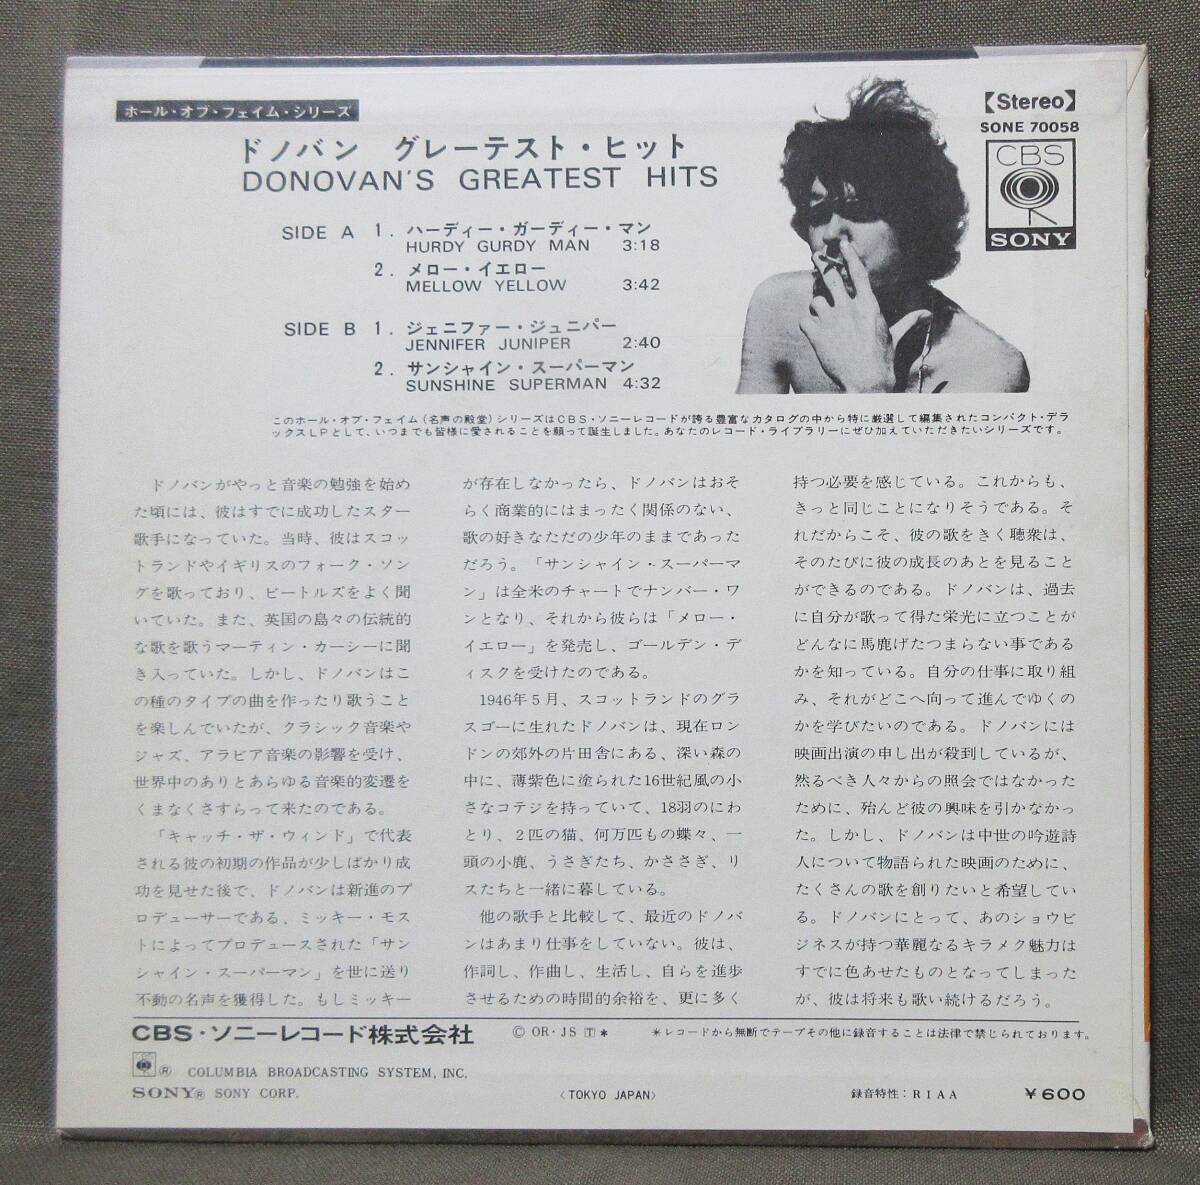 ホール・オブ・フェイム・シリーズ
ドノバン グレーテスト・ヒット
DONOVAN'S GREATEST HITS
【Stereo】
SONE 70058
CBS
SONY
SIDE A 1. ハーディー・ガーディー・マン
HURDY GURDY MAN 3:18
2. メロー・イエロー
MELLOW YELLOW 3:42
SIDE B 1. ジェニファー・ジュニパー
JENNIFER JUNIPER 2:40
2. サンシャイン・スーパーマン
SUNSHINE SUPERMAN 4:32
このホール・オブ・フェイム(名声の殿堂)シリーズはCBS・ソニーレコードが誇る豊富なカタログの中から特に厳選して編集されたコンパクト・デラ
ックスLPとして、いつまでも皆様に愛されることを願って誕生しました。あなたのレコード・ライブラリーにぜひ加えていただきたいシリーズです。
ドノバンがやっと音楽の勉強を始め
た頃には、彼はすでに成功したスター
歌手になっていた。当時、彼はスコッ
トランドやイギリスのフォーク・ソン
グを歌っており、ビートルズをよく聞
いていた。また、英国の島々の伝統的
な歌を歌うマーティン・カーシーに聞
き入っていた。しかし、ドノバンはこ
の種のタイプの曲を作ったり歌うこと
を楽しんでいたが、クラシック音楽や
ジャズ、アラビア音楽の影響を受け、
世界中のありとあらゆる音楽的変遷を
くまなくさすらって来たのである。
「キャッチ・ザ・ウィンド」で代表
される彼の初期の作品が少しばかり成
功を見せた後で、ドノバンは新進のプ
ロデューサーである、ミッキー・モス
トによってプロデュースされた「サン
シャイン・スーパーマン」を世に送り
不動の名声を獲得した。もしミッキー
が存在しなかったら、ドノバンはおそ
らく商業的にはまったく関係のない、
歌の好きなただの少年のままであった
だろう。「サンシャイン・スーパーマ
ン」は全米のチャートでナンバー・ワ
ンとなり、それから彼らは「メロー・
イエロー」を発売し、ゴールデン・デ
ィスクを受けたのである。
1946年5月、スコットランドのグラ
スゴーに生れたドノバンは、現在ロン
ドンの郊外の片田舎にある、深い森の
中に、薄紫色に塗られた16世紀風の小
さなコテジを持っていて、18羽のにわ
とり、2匹の猫、何万匹もの蝶々、一
頭の小鹿、うさぎたち、かささぎ、リ
スたちと一緒に暮している。
他の歌手と比較して、最近のドノバ
ンはあまり仕事をしていない。彼は、
作詞し、作曲し、生活し、自らを進歩
させるための時間的余裕を、更に多く
持つ必要を感じている。これからも、
きっと同じことになりそうである。そ
れだからこそ、彼の歌をきく聴衆は、
そのたびに彼の成長のあとを見ること
ができるのである。ドノバンは、過去
に自分が歌って得た栄光に立つことが
どんなに馬鹿げたつまらない事である
かを知っている。自分の仕事に取り組
み、それがどこへ向って進んでゆくの
かを学びたいのである。ドノバンには
映画出演の申し出が殺到しているが、
然るべき人々からの照会ではなかった
ために、殆んど彼の興味を引かなかっ
た。しかし、ドノバンは中世の吟遊詩
人について物語られた映画のために、
たくさんの歌を創りたいと希望してい
る。ドノバンにとって、あのショウビ
ジネスが持つ華麗なるキラメク魅力は
すでに色あせたものとなってしまった
が、彼は将来も歌い続けるだろう。
CBS・ソニーレコード株式会社
Ⓒ OR・JS 🅃 * *レコードから無断でテープその他に録音することは法律で禁じられております。
® COLUMBIA BROADCASTING SYSTEM, INC.
SONY® SONY CORP.
〈TOKYO JAPAN〉
録音特性:RIAA
¥600